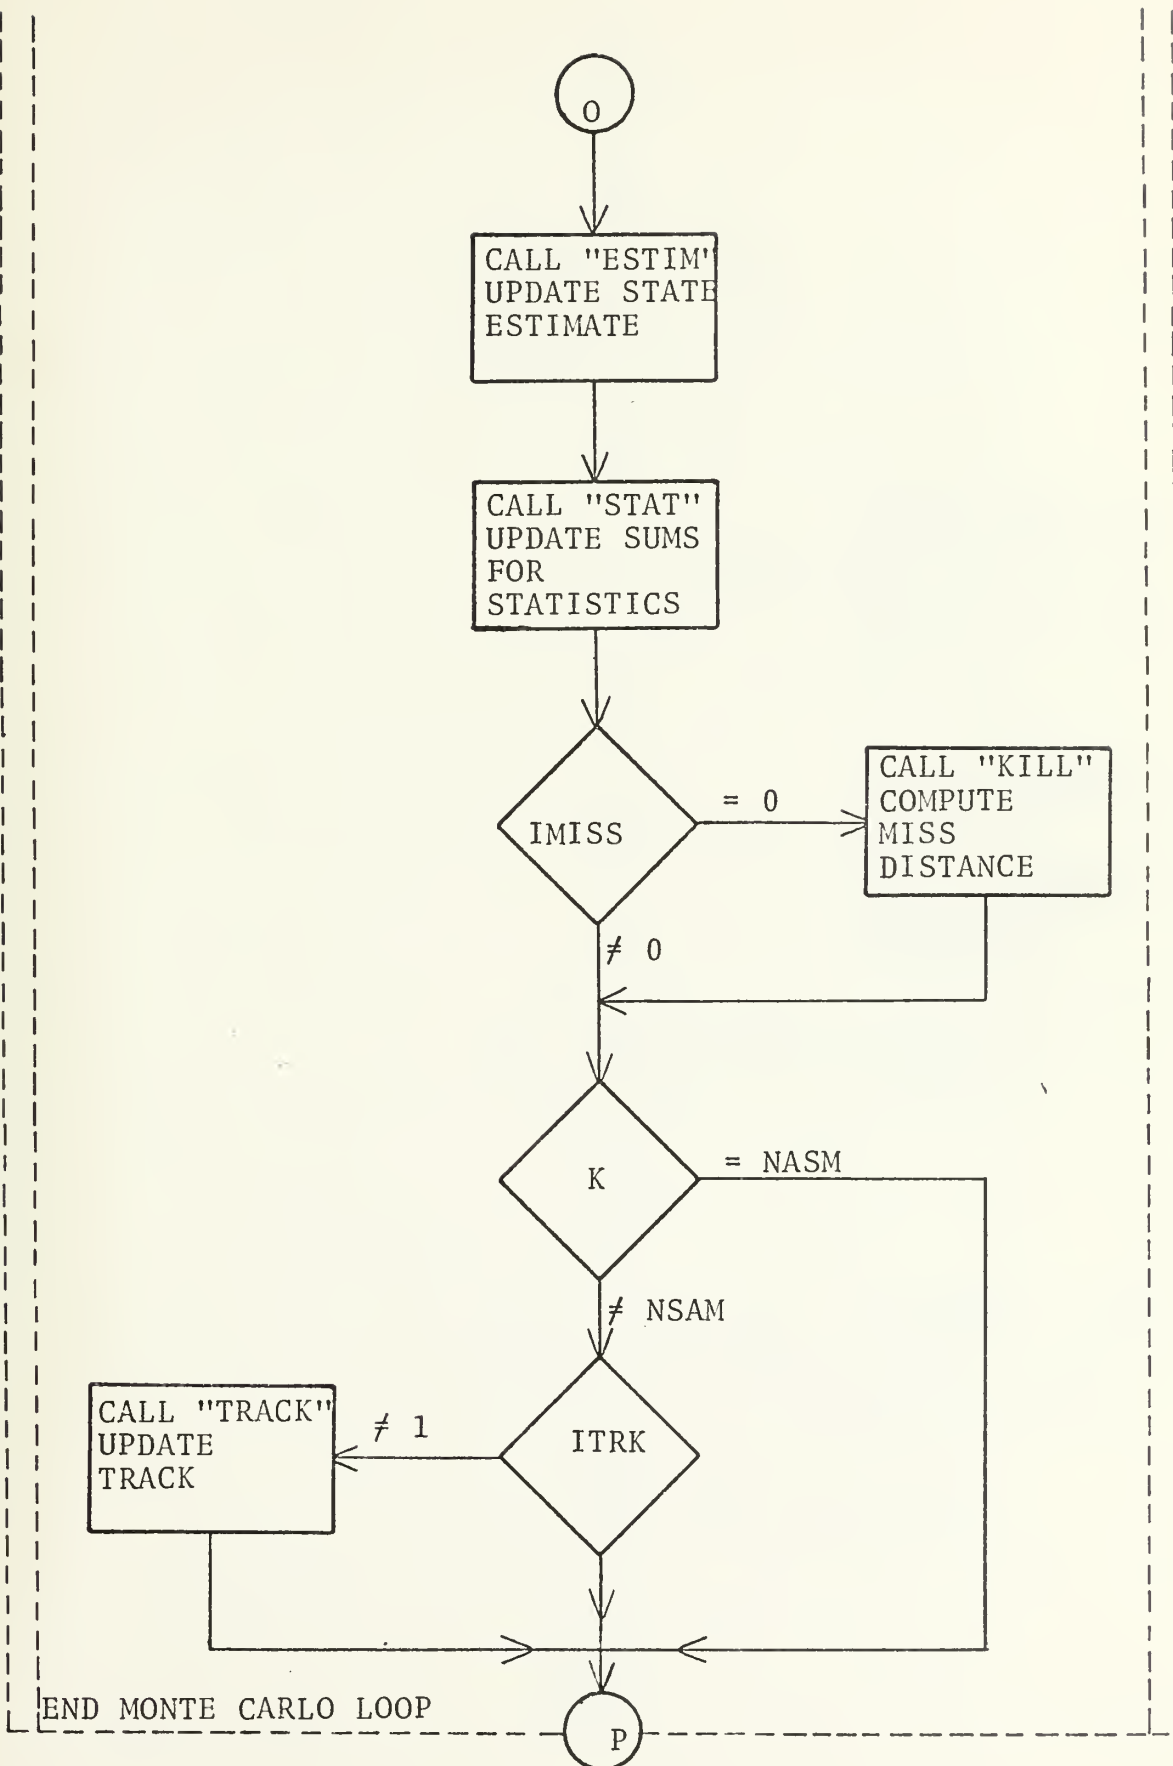 O
CALL "ESTIM"
UPDATE STATE
ESTIMATE
CALL "STAT"
UPDATE SUMS
FOR
STATISTICS
IMISS
= 0
CALL "KILL"
COMPUTE
MISS
DISTANCE
≠ 0
K
= NASM
≠ NSAM
ITRK
≠ 1
CALL "TRACK"
UPDATE
TRACK
END MONTE CARLO LOOP
P